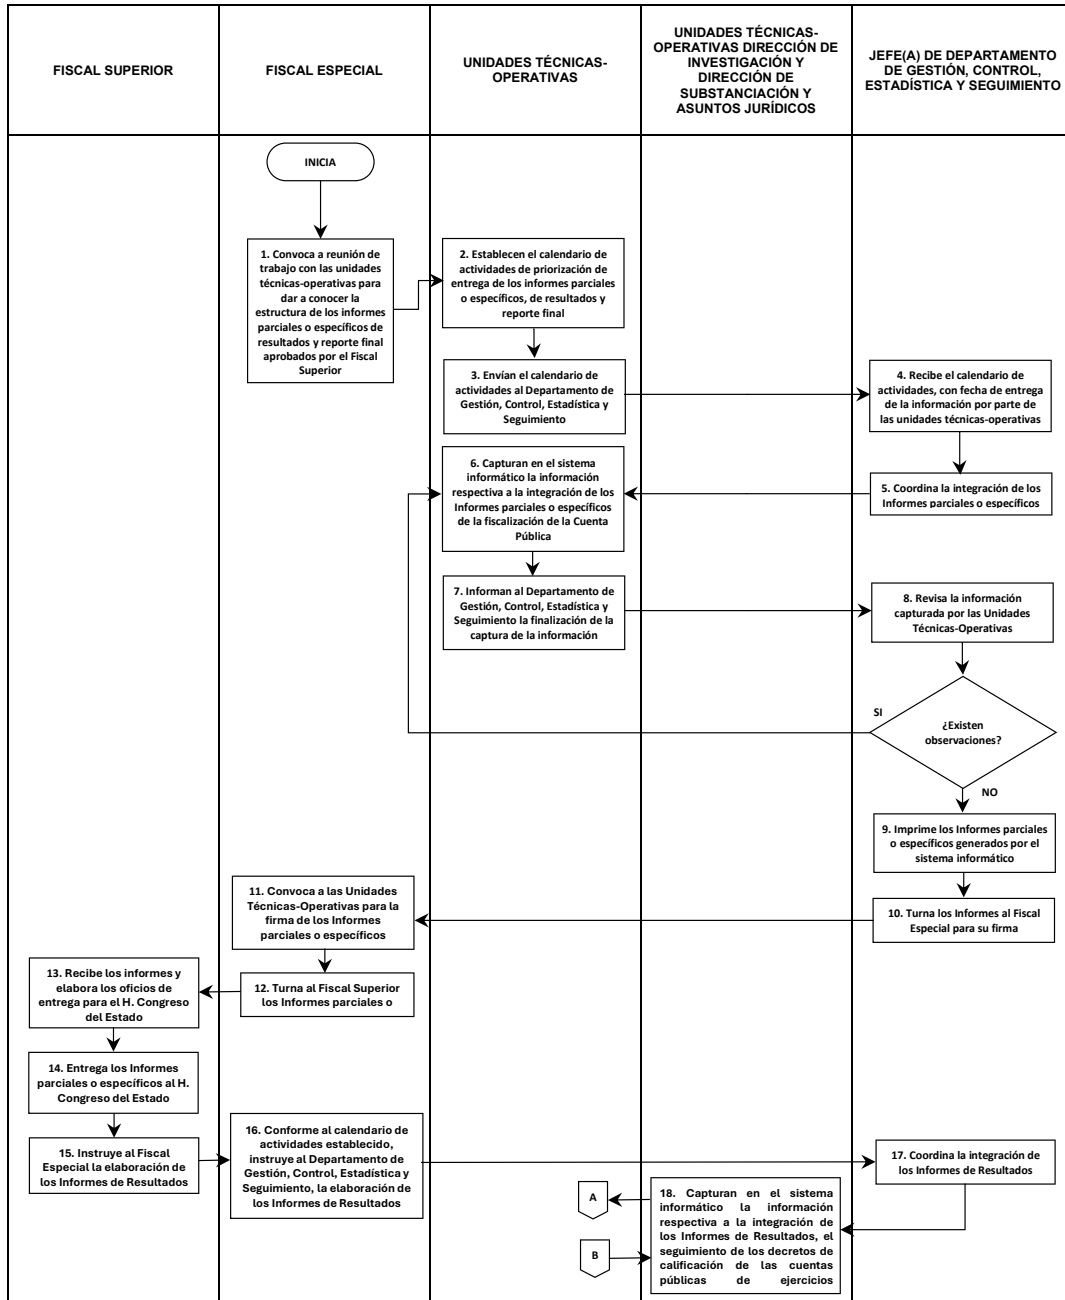 FISCAL SUPERIOR
FISCAL ESPECIAL
UNIDADES TÉCNICAS-
OPERATIVAS
UNIDADES TÉCNICAS-
OPERATIVAS DIRECCIÓN DE
INVESTIGACIÓN Y
DIRECCIÓN DE
SUBSTANCIACIÓN Y
ASUNTOS JURÍDICOS
JEFE(A) DE DEPARTAMENTO
DE GESTIÓN, CONTROL,
ESTADÍSTICA Y SEGUIMIENTO
INICIA
1. Convoca a reunión de
trabajo con las unidades
técnicas-operativas para
dar a conocer la
estructura de los informes
parciales o específicos de
resultados y reporte final
aprobados por el Fiscal
Superior
2. Establecen el calendario de
actividades de priorización de
entrega de los informes parciales
o específicos, de resultados y
reporte final
3. Envían el calendario de
actividades al Departamento de
Gestión, Control, Estadística y
Seguimiento
4. Recibe el calendario de
actividades, con fecha de entrega
de la información por parte de
las unidades técnicas-operativas
5. Coordina la integración de los
Informes parciales o específicos
6. Capturan en el sistema
informático la información
respectiva a la integración de los
Informes parciales o específicos
de la fiscalización de la Cuenta
Pública
7. Informan al Departamento de
Gestión, Control, Estadística y
Seguimiento la finalización de la
captura de la información
8. Revisa la información
capturada por las Unidades
Técnicas-Operativas
¿Existen
observaciones?
SI
NO
9. Imprime los Informes parciales
o específicos generados por el
sistema informático
10. Turna los Informes al Fiscal
Especial para su firma
11. Convoca a las Unidades
Técnicas-Operativas para la
firma de los Informes
parciales o específicos
12. Turna al Fiscal Superior
los Informes parciales o
13. Recibe los informes y
elabora los oficios de
entrega para el H. Congreso
del Estado
14. Entrega los Informes
parciales o específicos al H.
Congreso del Estado
15. Instruye al Fiscal
Especial la elaboración de
los Informes de Resultados
16. Conforme al calendario de
actividades establecido,
instruye al Departamento de
Gestión, Control, Estadística y
Seguimiento, la elaboración de
los Informes de Resultados
17. Coordina la integración de
los Informes de Resultados
18. Capturan en el sistema
informático la información
respectiva a la integración de
los Informes de Resultados, el
seguimiento de los decretos de
calificación de las cuentas
públicas de ejercicios
A
B